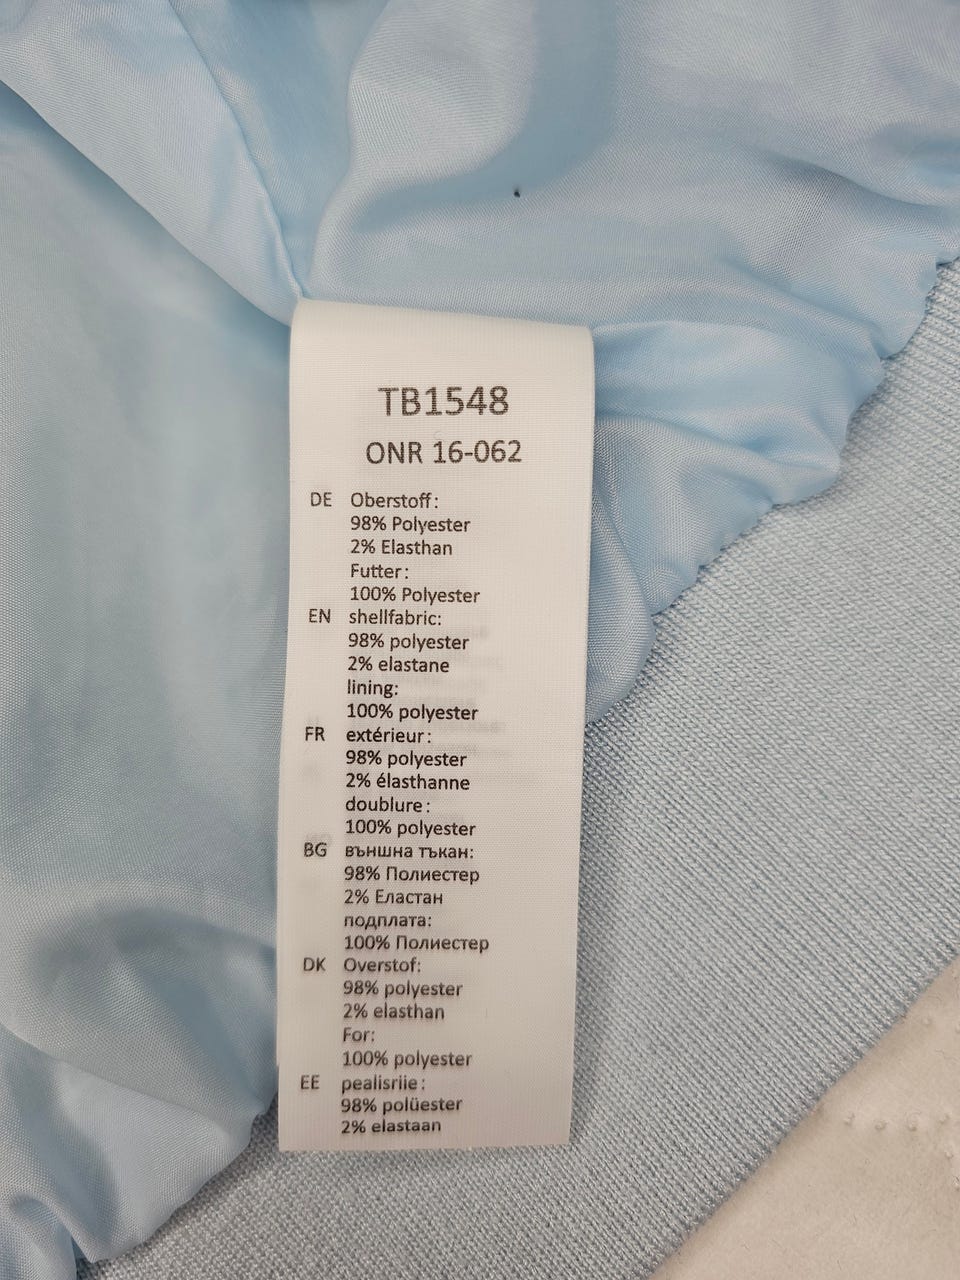 TB1548
ONR 16-062
DE Oberstoff:
98% Polyester
2% Elasthan
Futter:
100% Polyester
EN shellfabric:
98% polyester
2% elastane
lining:
100% polyester
FR extérieur:
98% polyester
2% élasthanne
doublure:
100% polyester
BG външна тъкан:
98% Полиестер
2% Еластан
подплата:
100% Полиестер
DK Overstof:
98% polyester
2% elasthan
For:
100% polyester
EE pealisriie:
98% polüester
2% elastaan